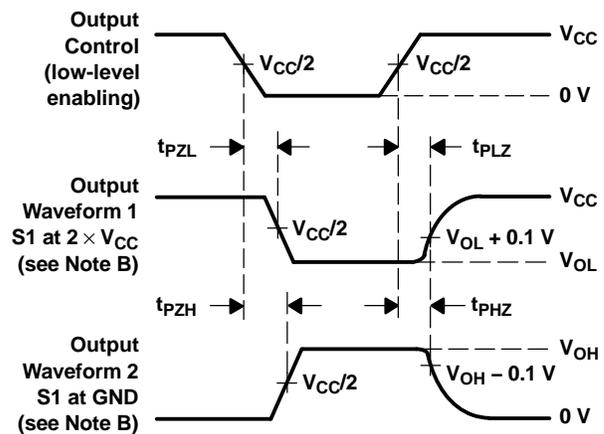 Output
Control
(low-level
enabling)
VCC/2
VCC/2
VCC
0 V
tPZL
tPLZ
Output
Waveform 1
S1 at 2 × VCC
(see Note B)
VCC/2
VCC
VOL + 0.1 V
VOL
tPZH
tPHZ
Output
Waveform 2
S1 at GND
(see Note B)
VCC/2
VOH
VOH – 0.1 V
0 V